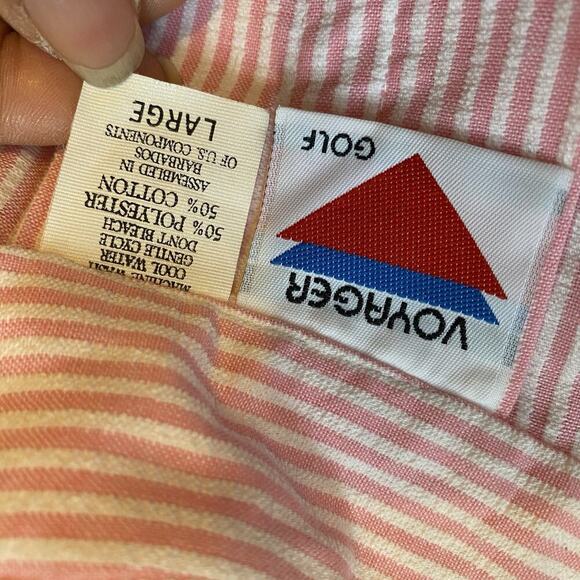 VOYAGER
GOLF
MACHINE WASH
COOL WATER
GENTLE CYCLE
DON'T BLEACH
50% POLYESTER
50% COTTON
ASSEMBLED IN
BARBADOS
OF U.S. COMPONENTS
LARGE